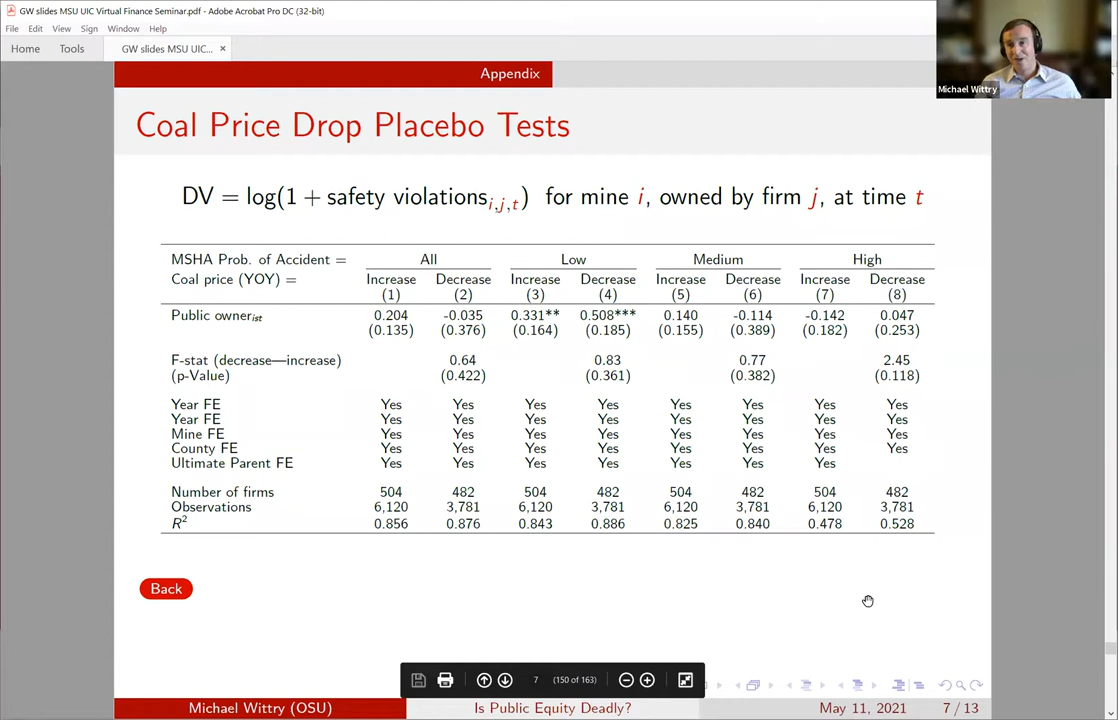 GW slides MSU UIC Virtual Finance Seminar.pdf - Adobe Acrobat Pro DC (32-bit)
File Edit View Sign Window Help
Home Tools GW slides MSU UIC... ×
Michael Wittry
Appendix
Coal Price Drop Placebo Tests
DV = log(1 + safety violations i,j,t) for mine i, owned by firm j, at time t
MSHA Prob. of Accident = All Low Medium High
Coal price (YOY) = Increase Decrease Increase Decrease Increase Decrease Increase Decrease
(1) (2) (3) (4) (5) (6) (7) (8)
Public owner ist 0.204 -0.035 0.331** 0.508*** 0.140 -0.114 -0.142 0.047
(0.135) (0.376) (0.164) (0.185) (0.155) (0.389) (0.182) (0.253)
F-stat (decrease—increase) 0.64 0.83 0.77 2.45
(p-Value) (0.422) (0.361) (0.382) (0.118)
Year FE Yes Yes Yes Yes Yes Yes Yes Yes
Year FE Yes Yes Yes Yes Yes Yes Yes Yes
Mine FE Yes Yes Yes Yes Yes Yes Yes Yes
County FE Yes Yes Yes Yes Yes Yes Yes Yes
Ultimate Parent FE Yes Yes Yes Yes Yes Yes Yes
Number of firms 504 482 504 482 504 482 504 482
Observations 6,120 3,781 6,120 3,781 6,120 3,781 6,120 3,781
R2 0.856 0.876 0.843 0.886 0.825 0.840 0.478 0.528
Back
7 (150 of 163)
Michael Wittry (OSU) Is Public Equity Deadly? May 11, 2021 7 / 13